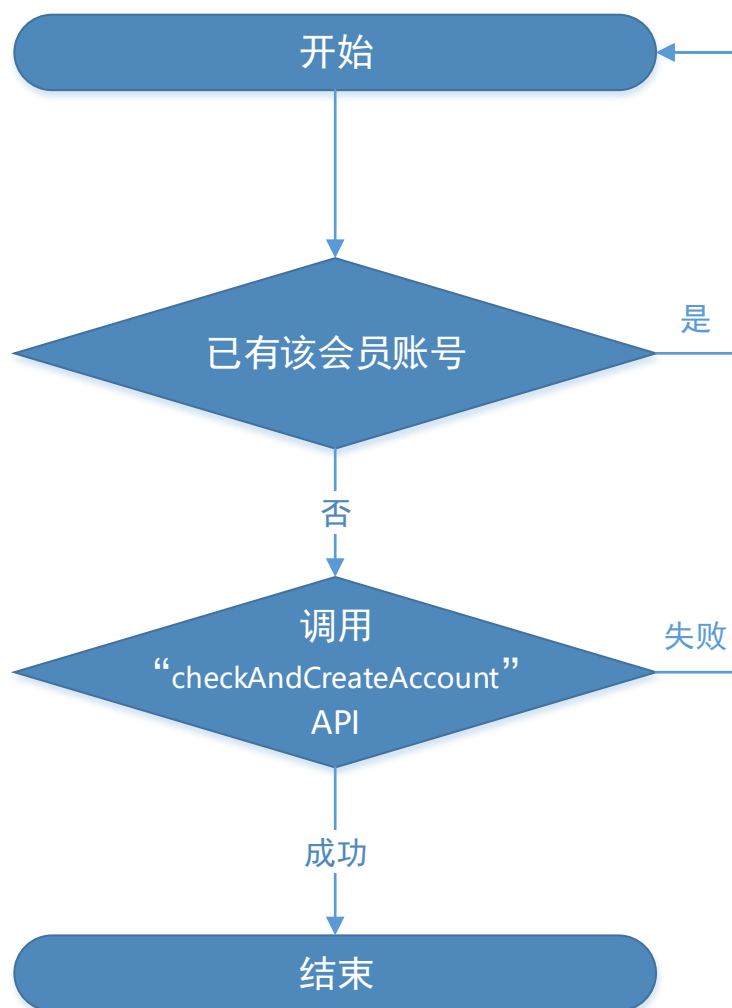 开始
已有该会员账号
是
否
调用
“checkAndCreateAccount”
API
失败
成功
结束